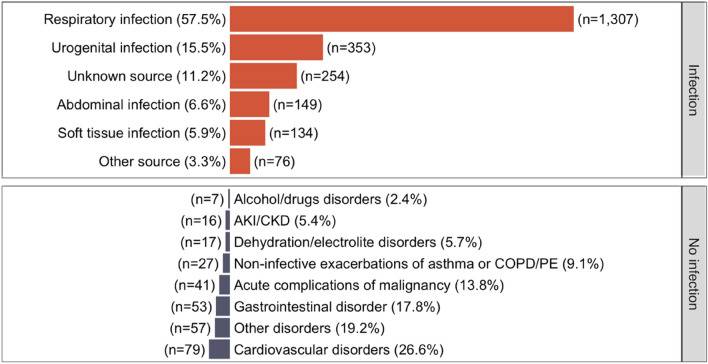 Respiratory infection (57.5%) (n=1,307)
Urogenital infection (15.5%) (n=353)
Unknown source (11.2%) (n=254)
Abdominal infection (6.6%) (n=149)
Soft tissue infection (5.9%) (n=134)
Other source (3.3%) (n=76)
Infection
(n=7) Alcohol/drugs disorders (2.4%)
(n=16) AKI/CKD (5.4%)
(n=17) Dehydration/electrolite disorders (5.7%)
(n=27) Non-infective exacerbations of asthma or COPD/PE (9.1%)
(n=41) Acute complications of malignancy (13.8%)
(n=53) Gastrointestinal disorder (17.8%)
(n=57) Other disorders (19.2%)
(n=79) Cardiovascular disorders (26.6%)
No infection